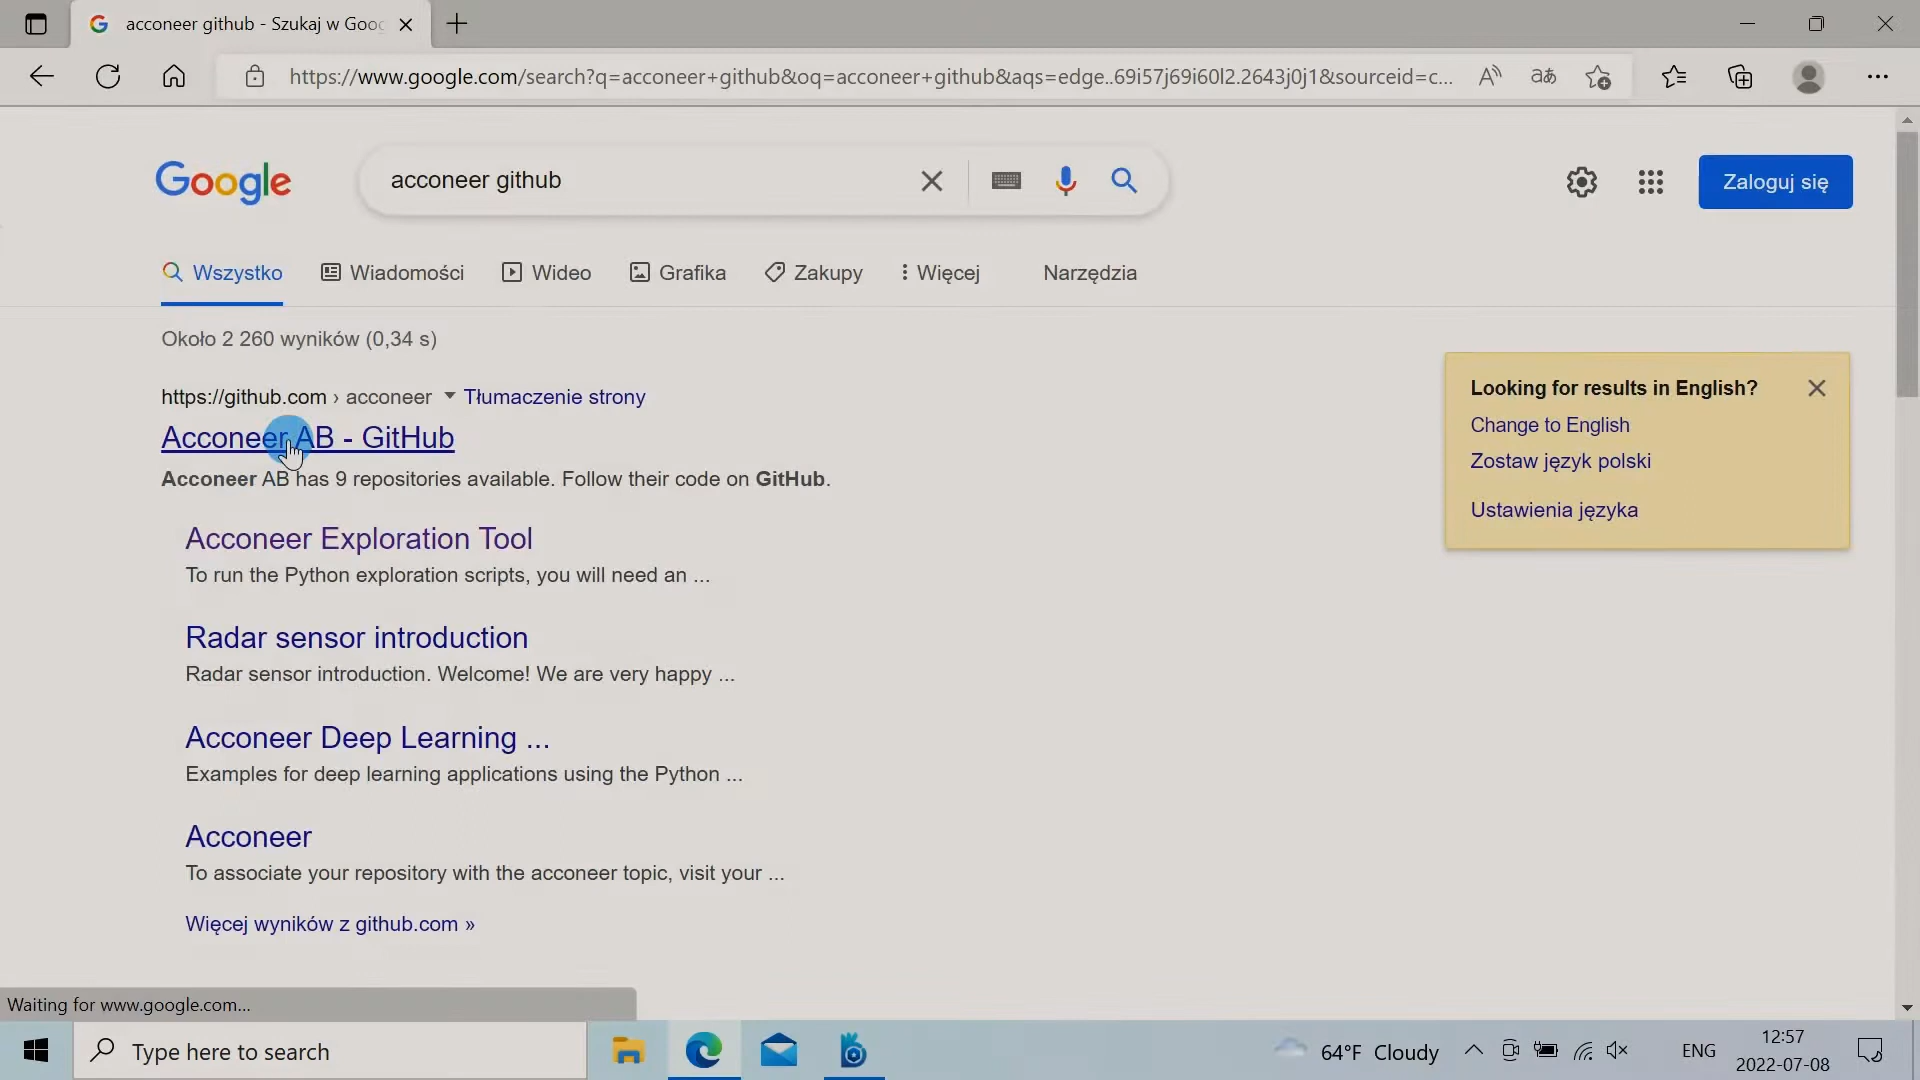 acconeer github - Szukaj w Goog
https://www.google.com/search?q=acconeer+github&oq=acconeer+github&aqs=edge..69i57j69i60l2.2643j0j1&sourceid=c...
Google
acconeer github
Zaloguj się
Wszystko
Wiadomości
Wideo
Grafika
Zakupy
Więcej
Narzędzia
Około 2 260 wyników (0,34 s)
https://github.com › acconeer Tłumaczenie strony
Acconeer AB - GitHub
Acconeer AB has 9 repositories available. Follow their code on GitHub.
Acconeer Exploration Tool
To run the Python exploration scripts, you will need an ...
Radar sensor introduction
Radar sensor introduction. Welcome! We are very happy ...
Acconeer Deep Learning ...
Examples for deep learning applications using the Python ...
Acconeer
To associate your repository with the acconeer topic, visit your ...
Więcej wyników z github.com »
Looking for results in English?
Change to English
Zostaw język polski
Ustawienia języka
Waiting for www.google.com...
Type here to search
64°F Cloudy
ENG
12:57
2022-07-08